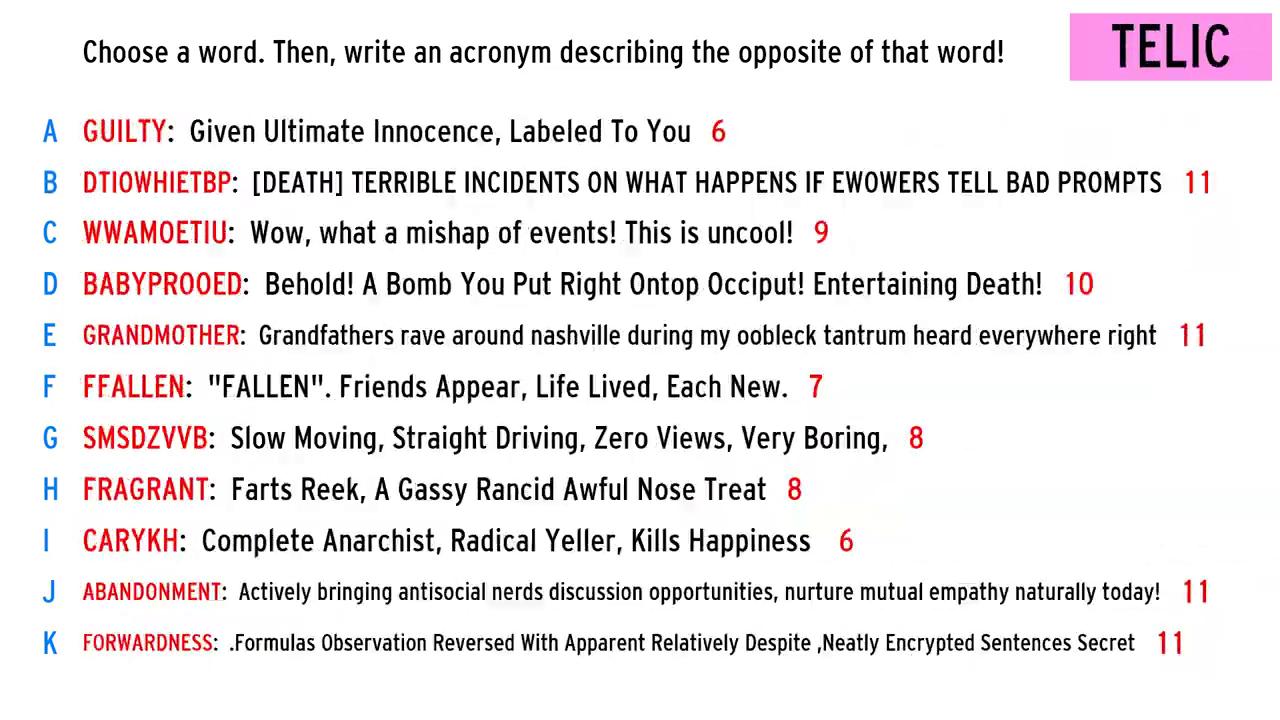 Choose a word. Then, write an acronym describing the opposite of that word!
TELIC
A GUILTY: Given Ultimate Innocence, Labeled To You 6
B DTIOWHIETBP: [DEATH] TERRIBLE INCIDENTS ON WHAT HAPPENS IF EWOWERS TELL BAD PROMPTS 11
C WWAMOETIU: Wow, what a mishap of events! This is uncool! 9
D BABYPROOED: Behold! A Bomb You Put Right Ontop Occiput! Entertaining Death! 10
E GRANDMOTHER: Grandfathers rave around nashville during my oobleck tantrum heard everywhere right 11
F FFALLEN: "FALLEN". Friends Appear, Life Lived, Each New. 7
G SMSDZVVB: Slow Moving, Straight Driving, Zero Views, Very Boring, 8
H FRAGRANT: Farts Reek, A Gassy Rancid Awful Nose Treat 8
I CARYKH: Complete Anarchist, Radical Yeller, Kills Happiness 6
J ABANDONMENT: Actively bringing antisocial nerds discussion opportunities, nurture mutual empathy naturally today! 11
K FORWARDNESS: .Formulas Observation Reversed With Apparent Relatively Despite ,Neatly Encrypted Sentences Secret 11